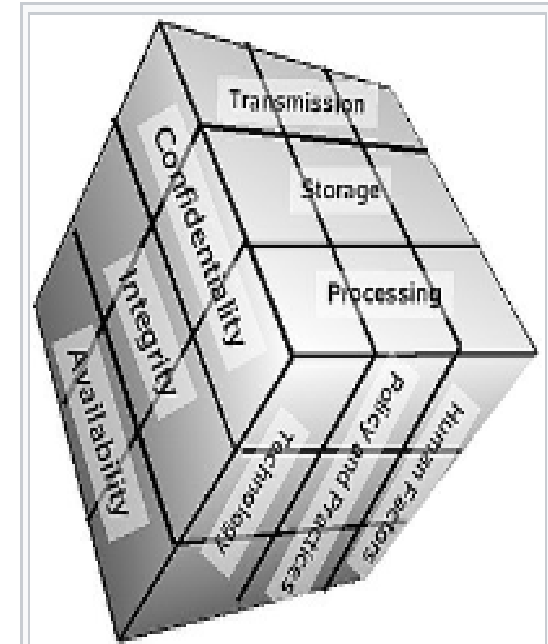 Transmission
Storage
Processing
Confidentiality
Integrity
Availability
Technology
Policy and Practices
Human Factors